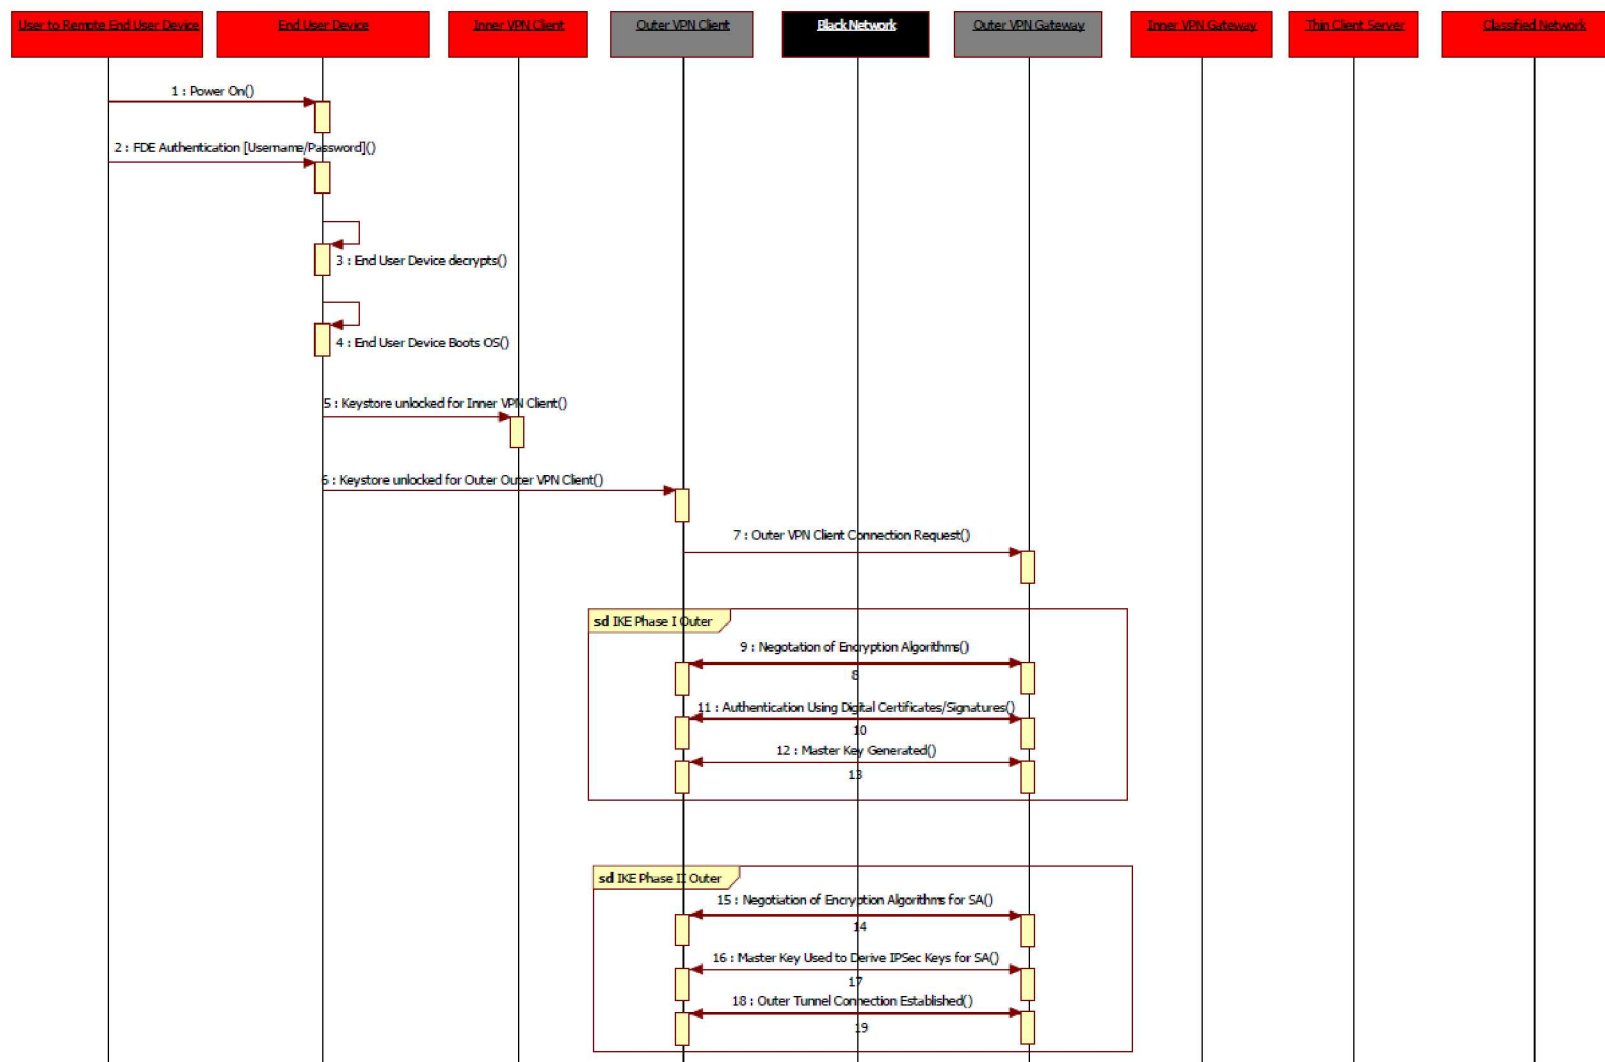 User to Remote End User Device
End User Device
Inner VPN Client
Outer VPN Client
Black Network
Outer VPN Gateway
Inner VPN Gateway
Thin Client Server
Classified Network
1 : Power On()
2 : FDE Authentication [Username/Password]()
3 : End User Device decrypts()
4 : End User Device Boots OS()
5 : Keystore unlocked for Inner VPN Client()
6 : Keystore unlocked for Outer Outer VPN Client()
7 : Outer VPN Client Connection Request()
sd IKE Phase I Outer
9 : Negotation of Encryption Algorithms()
8
11 : Authentication Using Digital Certificates/Signatures()
10
12 : Master Key Generated()
13
sd IKE Phase II Outer
15 : Negotiation of Encryption Algorithms for SA()
14
16 : Master Key Used to Derive IPSec Keys for SA()
17
18 : Outer Tunnel Connection Established()
19